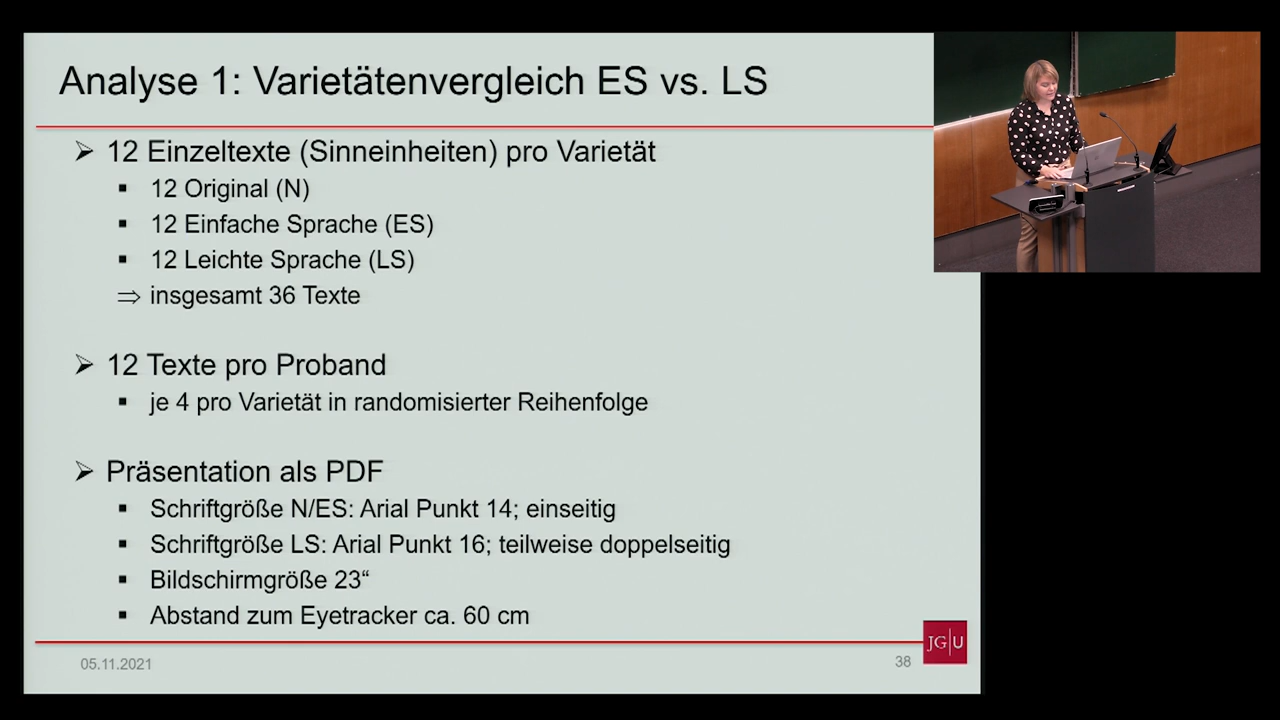 Analyse 1: Varietätenvergleich ES vs. LS
➢ 12 Einzeltexte (Sinneinheiten) pro Varietät
▪ 12 Original (N)
▪ 12 Einfache Sprache (ES)
▪ 12 Leichte Sprache (LS)
⇒ insgesamt 36 Texte
➢ 12 Texte pro Proband
▪ je 4 pro Varietät in randomisierter Reihenfolge
➢ Präsentation als PDF
▪ Schriftgröße N/ES: Arial Punkt 14; einseitig
▪ Schriftgröße LS: Arial Punkt 16; teilweise doppelseitig
▪ Bildschirmgröße 23“
▪ Abstand zum Eyetracker ca. 60 cm
05.11.2021
38
JG|U